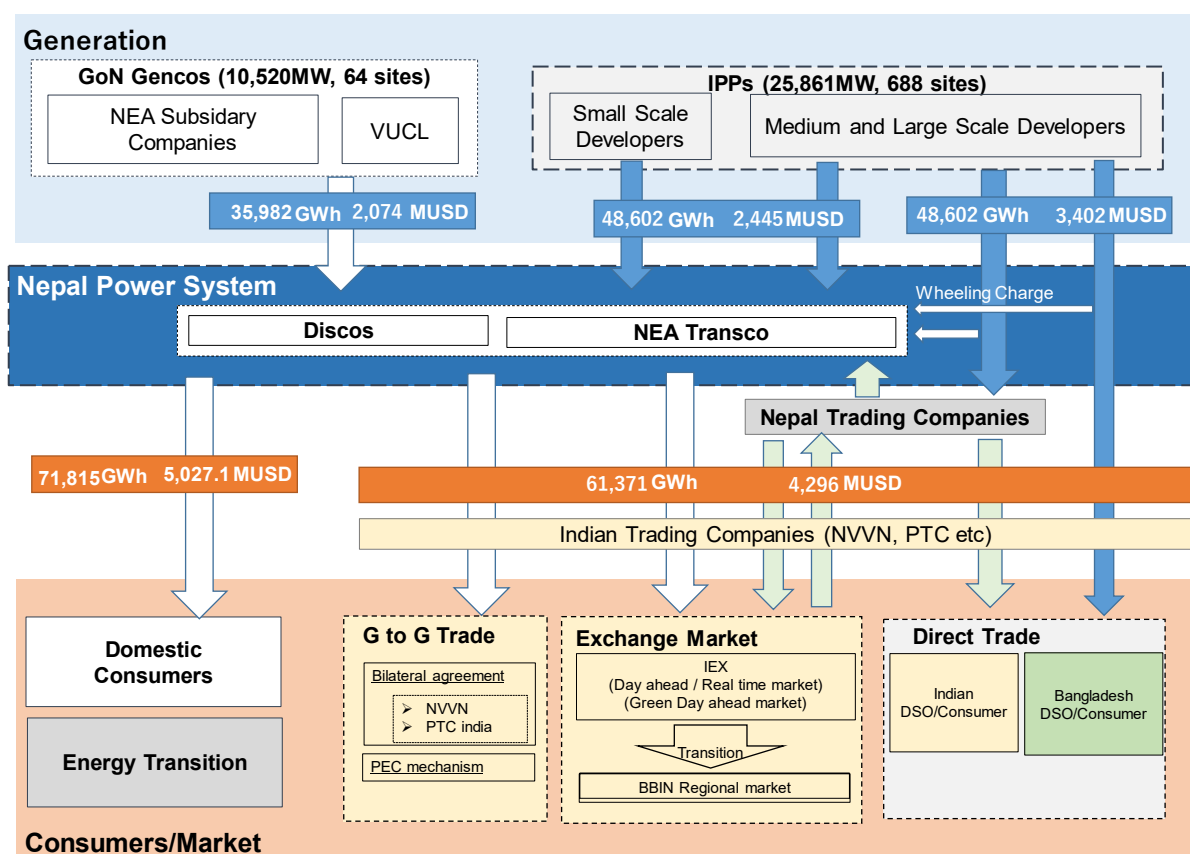 Generation
GoN Gencos (10,520MW, 64 sites)
NEA Subsidary
Companies
VUCL
IPPs (25,861MW, 688 sites)
Small Scale
Developers
Medium and Large Scale Developers
35,982 GWh 2,074 MUSD
48,602 GWh 2,445 MUSD
48,602 GWh 3,402 MUSD
Nepal Power System
Wheeling Charge
Discos
NEA Transco
Nepal Trading Companies
71,815 GWh 5,027.1 MUSD
61,371 GWh 4,296 MUSD
Indian Trading Companies (NVVN, PTC etc)
Domestic
Consumers
Energy Transition
G to G Trade
Bilateral agreement
➢ NVVN
➢ PTC india
PEC mechanism
Exchange Market
IEX
(Day ahead / Real time market)
(Green Day ahead market)
Transition
BBIN Regional market
Direct Trade
Indian
DSO/Consumer
Bangladesh
DSO/Consumer
Consumers/Market